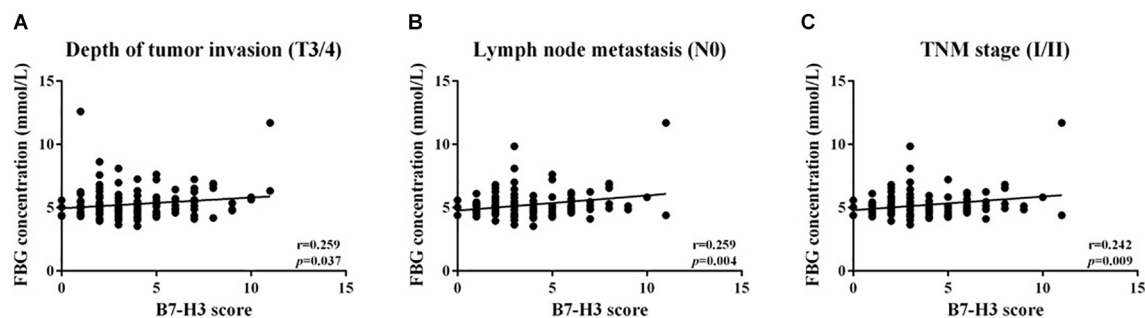 A
Depth of tumor invasion (T3/4)
FBG concentration (mmol/L)
15
10
5
0
r=0.259
p=0.037
0 5 10 15
B7-H3 score
B
Lymph node metastasis (N0)
FBG concentration (mmol/L)
15
10
5
0
r=0.259
p=0.004
0 5 10 15
B7-H3 score
C
TNM stage (I/II)
FBG concentration (mmol/L)
15
10
5
0
r=0.242
p=0.009
0 5 10 15
B7-H3 score